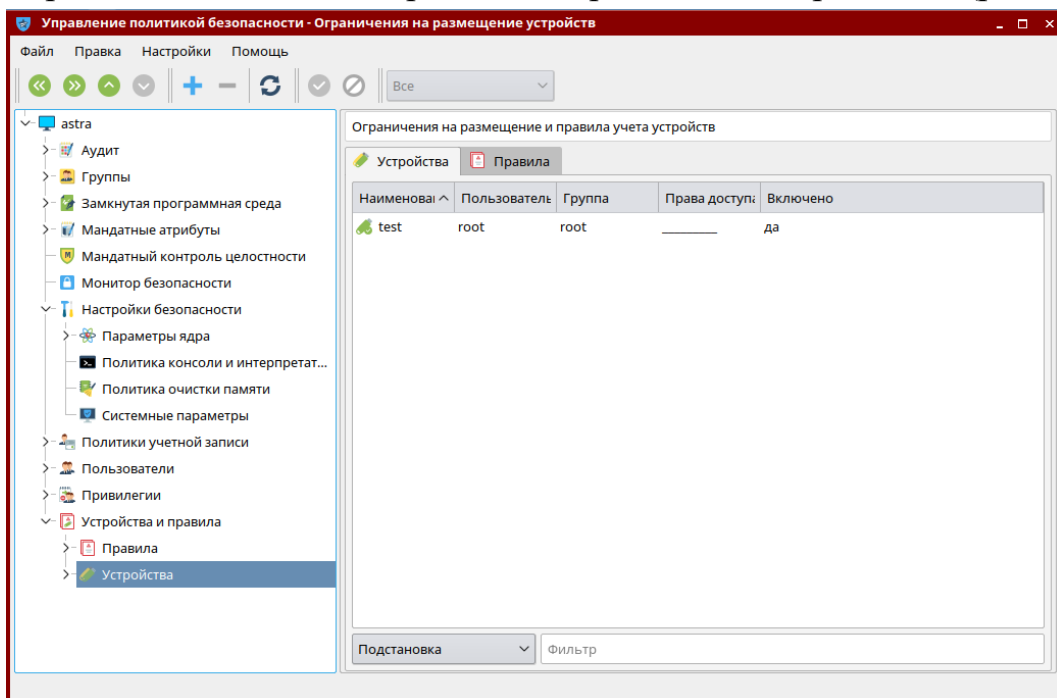 Управление политикой безопасности - Ограничения на размещение устройств
Файл Правка Настройки Помощь
Все
astra
Аудит
Группы
Замкнутая программная среда
Мандатные атрибуты
Мандатный контроль целостности
Монитор безопасности
Настройки безопасности
Параметры ядра
Политика консоли и интерпретат...
Политика очистки памяти
Системные параметры
Политики учетной записи
Пользователи
Привилегии
Устройства и правила
Правила
Устройства
Ограничения на размещение и правила учета устройств
Устройства Правила
Наименован Пользователь Группа Права доступа Включено
test root root _________ да
Подстановка Фильтр